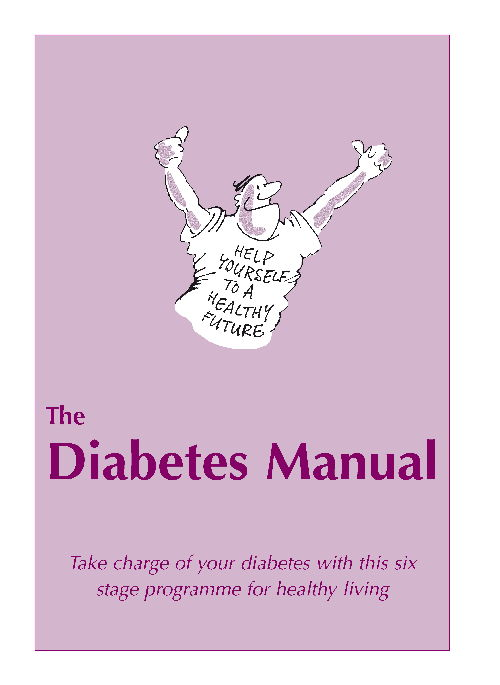 HELP
YOURSELF
TO A
HEALTHY
FUTURE
The
Diabetes Manual
Take charge of your diabetes with this six
stage programme for healthy living